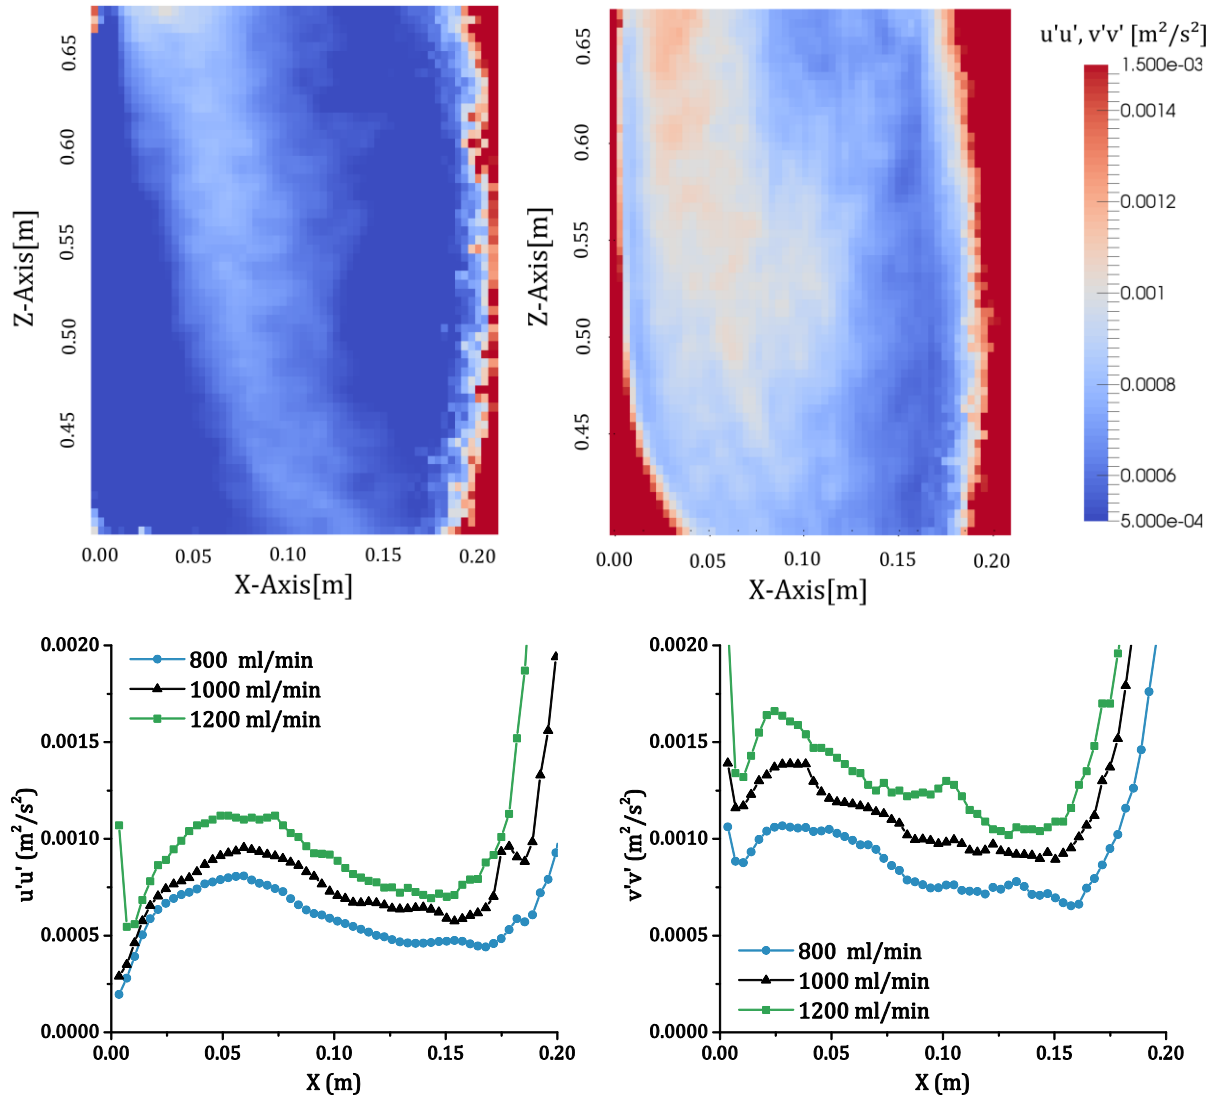 u'u', v'v' [m²/s²]
1.500e-03
0.0014
0.0012
0.001
0.0008
0.0006
5.000e-04
Z-Axis[m]
0.65
0.60
0.55
0.50
0.45
0.00 0.05 0.10 0.15 0.20
X-Axis[m]
Z-Axis[m]
0.65
0.60
0.55
0.50
0.45
0.00 0.05 0.10 0.15 0.20
X-Axis[m]
u'u' (m²/s²)
0.0020
0.0015
0.0010
0.0005
0.0000
800 ml/min
1000 ml/min
1200 ml/min
0.00 0.05 0.10 0.15 0.20
X (m)
v'v' (m²/s²)
0.0020
0.0015
0.0010
0.0005
0.0000
800 ml/min
1000 ml/min
1200 ml/min
0.00 0.05 0.10 0.15 0.20
X (m)